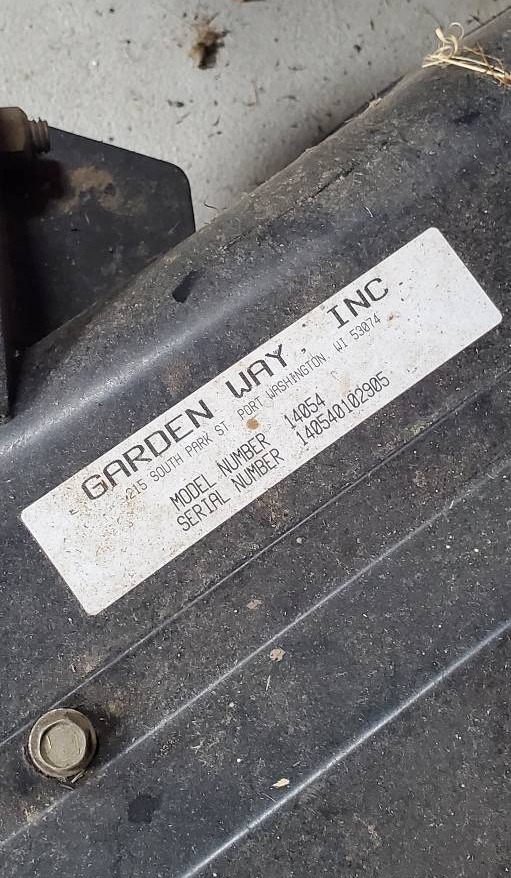 GARDEN WAY, INC
215 SOUTH PARK ST PORT WASHINGTON, WI 53074
MODEL NUMBER 14054
SERIAL NUMBER 140540102905